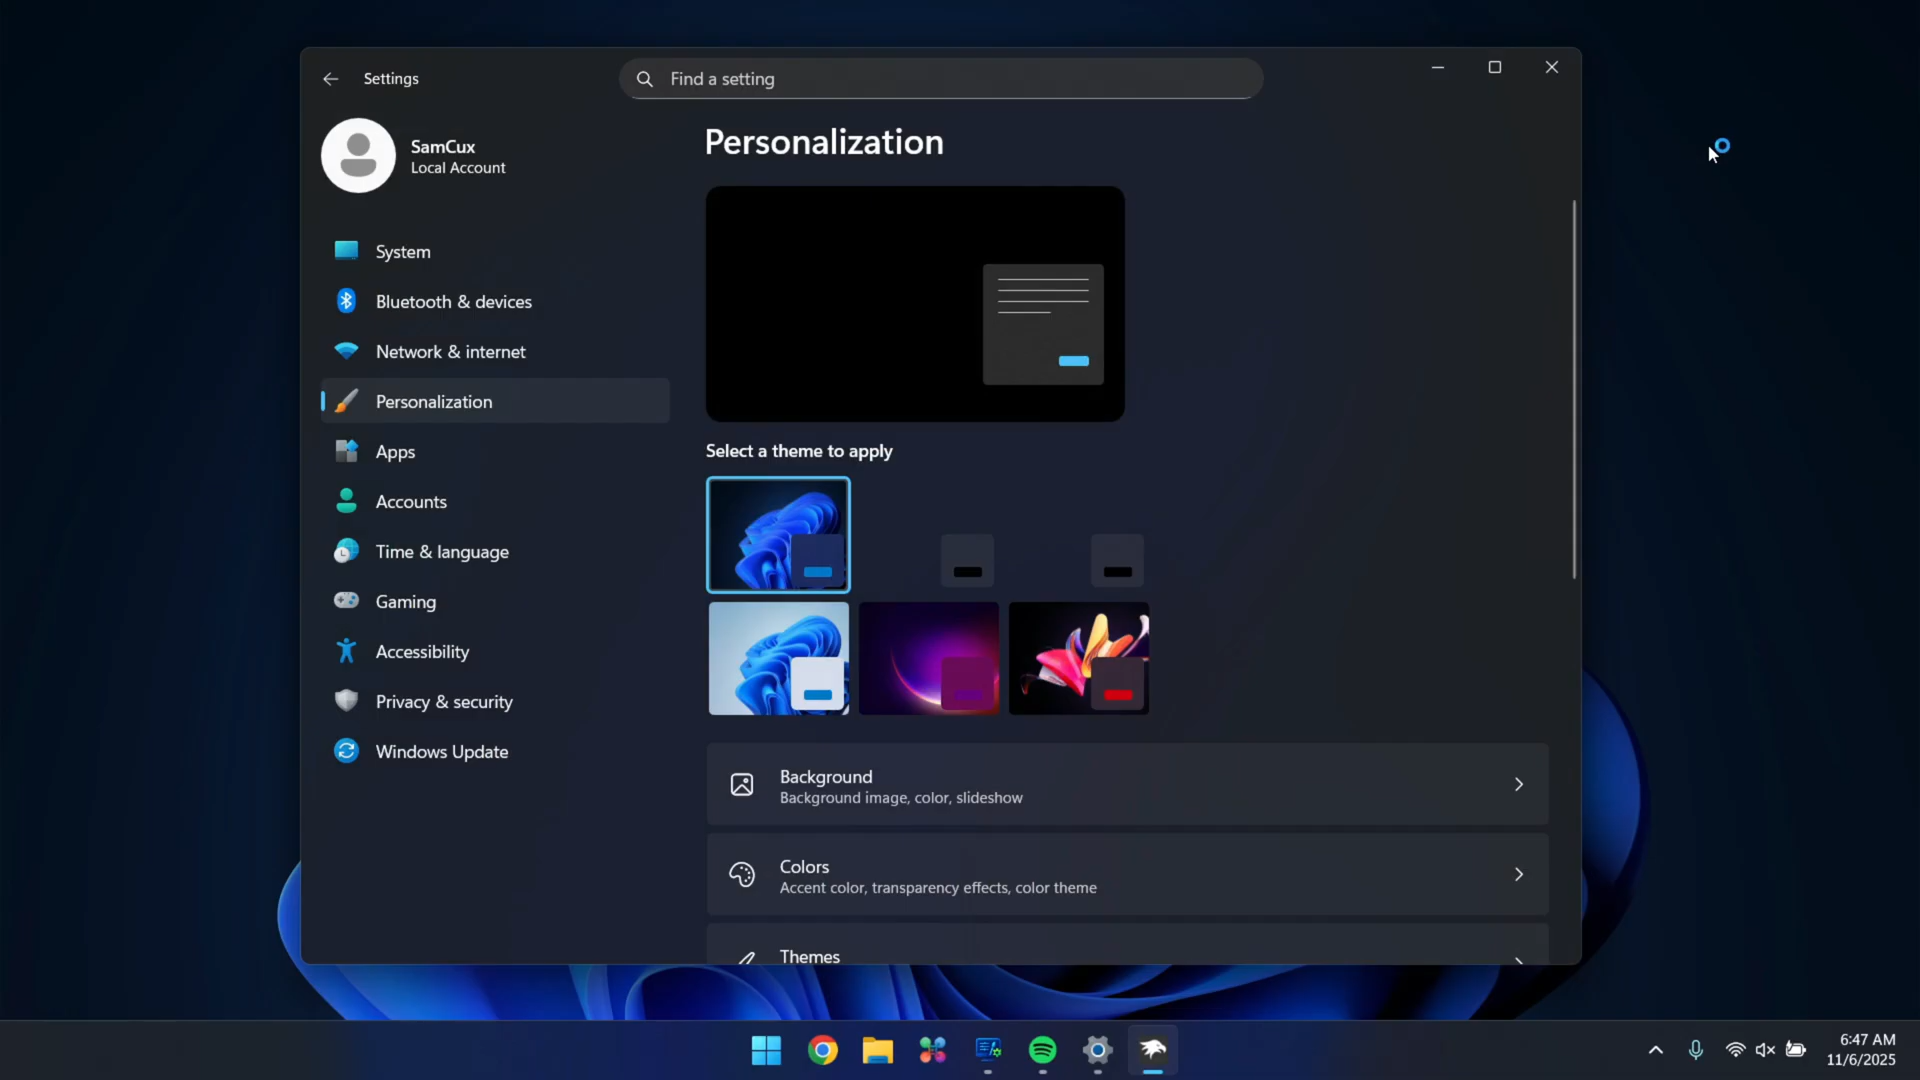 Settings
Find a setting
SamCux
Local Account
System
Bluetooth & devices
Network & internet
Personalization
Apps
Accounts
Time & language
Gaming
Accessibility
Privacy & security
Windows Update
Personalization
Select a theme to apply
Background
Background image, color, slideshow
Colors
Accent color, transparency effects, color theme
Themes
6:47 AM
11/6/2025